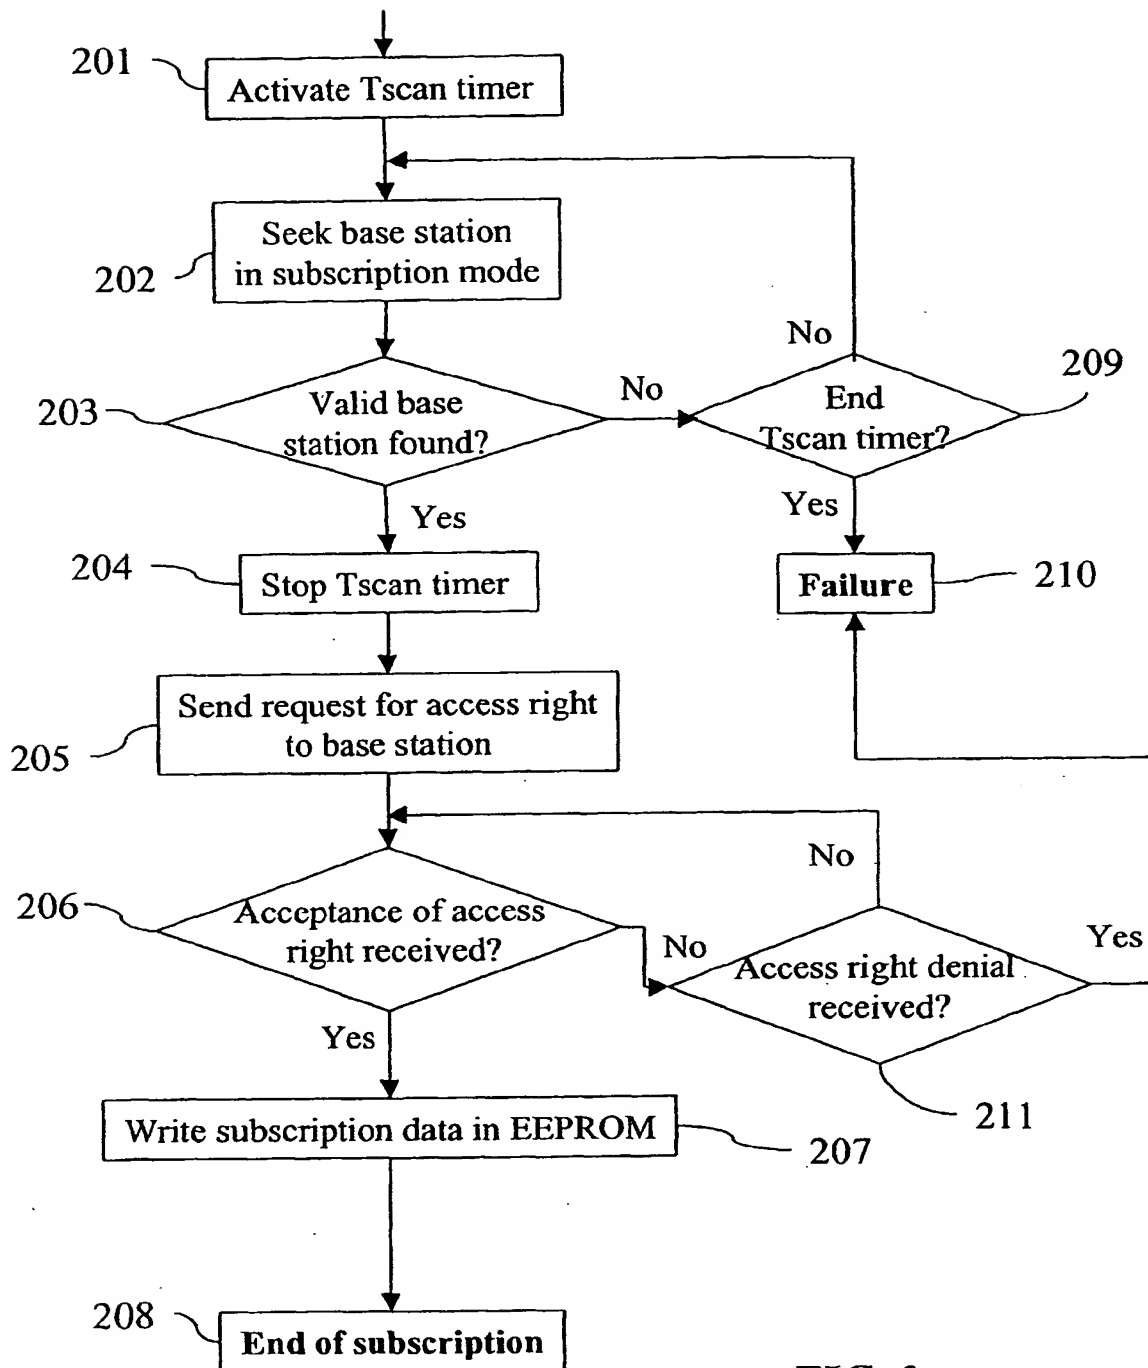 201
Activate Tscan timer
Seek base station
in subscription mode
202
No
209
203
Valid base
station found?
No
End
Tscan timer?
Yes
Yes
204
Stop Tscan timer
Failure
210
Send request for access right
to base station
205
No
206
Acceptance of access
right received?
No
Yes
Access right denial
received?
Yes
211
Write subscription data in EEPROM
207
208
End of subscription